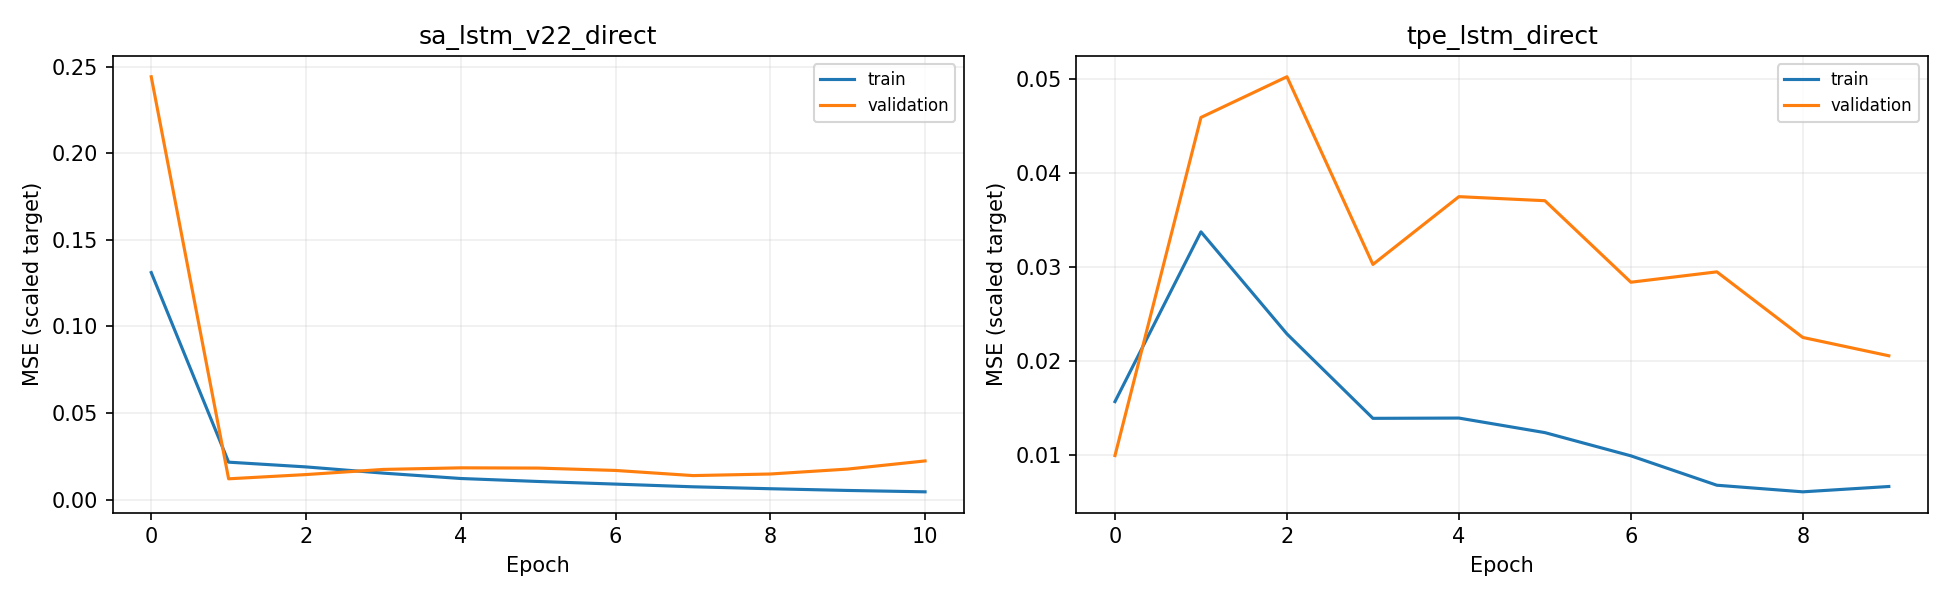 sa_lstm_v22_direct
train
validation
MSE (scaled target)
0.25
0.20
0.15
0.10
0.05
0.00
0 2 4 6 8 10
Epoch
tpe_lstm_direct
train
validation
MSE (scaled target)
0.05
0.04
0.03
0.02
0.01
0 2 4 6 8
Epoch